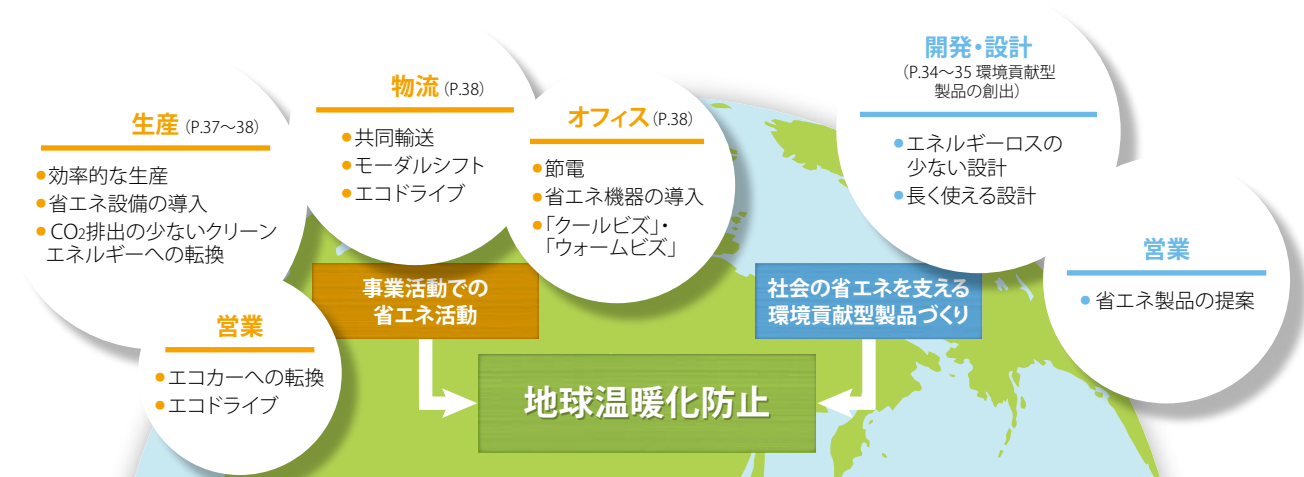 生産(P.37〜38)
●効率的な生産
●省エネ設備の導入
●CO₂排出の少ないクリーン
エネルギーへの転換
物流(P.38)
●共同輸送
●モーダルシフト
●エコドライブ
オフィス(P.38)
●節電
●省エネ機器の導入
●「クールビズ」・
「ウォームビズ」
営業
●エコカーへの転換
●エコドライブ
事業活動での
省エネ活動
開発・設計
(P.34〜35 環境貢献型
製品の創出)
●エネルギーロスの
少ない設計
●長く使える設計
営業
●省エネ製品の提案
社会の省エネを支える
環境貢献型製品づくり
地球温暖化防止